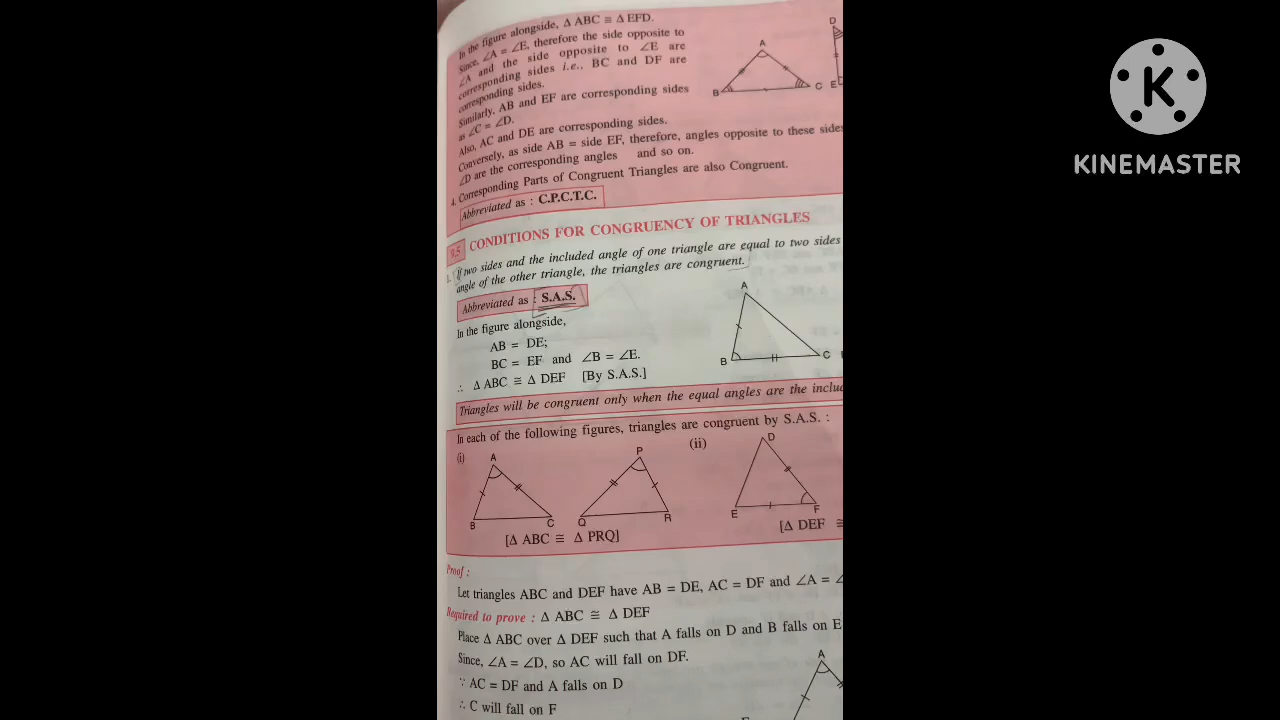 In the figure alongside, Δ ABC ≅ Δ EFD.
Since, ∠A = ∠E, therefore the side opposite to
∠A and the side opposite to ∠E are
corresponding sides i.e., BC and DF are
corresponding sides.
Similarly, AB and EF are corresponding sides
as ∠C = ∠D.
Also, AC and DE are corresponding sides.
Conversely, as side AB = side EF, therefore, angles opposite to these sides
∠D are the corresponding angles and so on.
4. Corresponding Parts of Congruent Triangles are also Congruent.
Abbreviated as : C.P.C.T.C.
A
B
C
D
E
KINEMASTER
9.5 CONDITIONS FOR CONGRUENCY OF TRIANGLES
1. If two sides and the included angle of one triangle are equal to two sides
angle of the other triangle, the triangles are congruent.
Abbreviated as : S.A.S.
In the figure alongside,
AB = DE;
BC = EF and ∠B = ∠E.
∴ Δ ABC ≅ Δ DEF [By S.A.S.]
A
B
C
Triangles will be congruent only when the equal angles are the inclu
In each of the following figures, triangles are congruent by S.A.S. :
(i)
A
B
C
P
Q
R
(ii)
D
E
F
[Δ ABC ≅ Δ PRQ]
[Δ DEF ≅
Proof :
Let triangles ABC and DEF have AB = DE, AC = DF and ∠A = ∠
Required to prove : Δ ABC ≅ Δ DEF
Place Δ ABC over Δ DEF such that A falls on D and B falls on E
Since, ∠A = ∠D, so AC will fall on DF.
∵ AC = DF and A falls on D
∴ C will fall on F
A